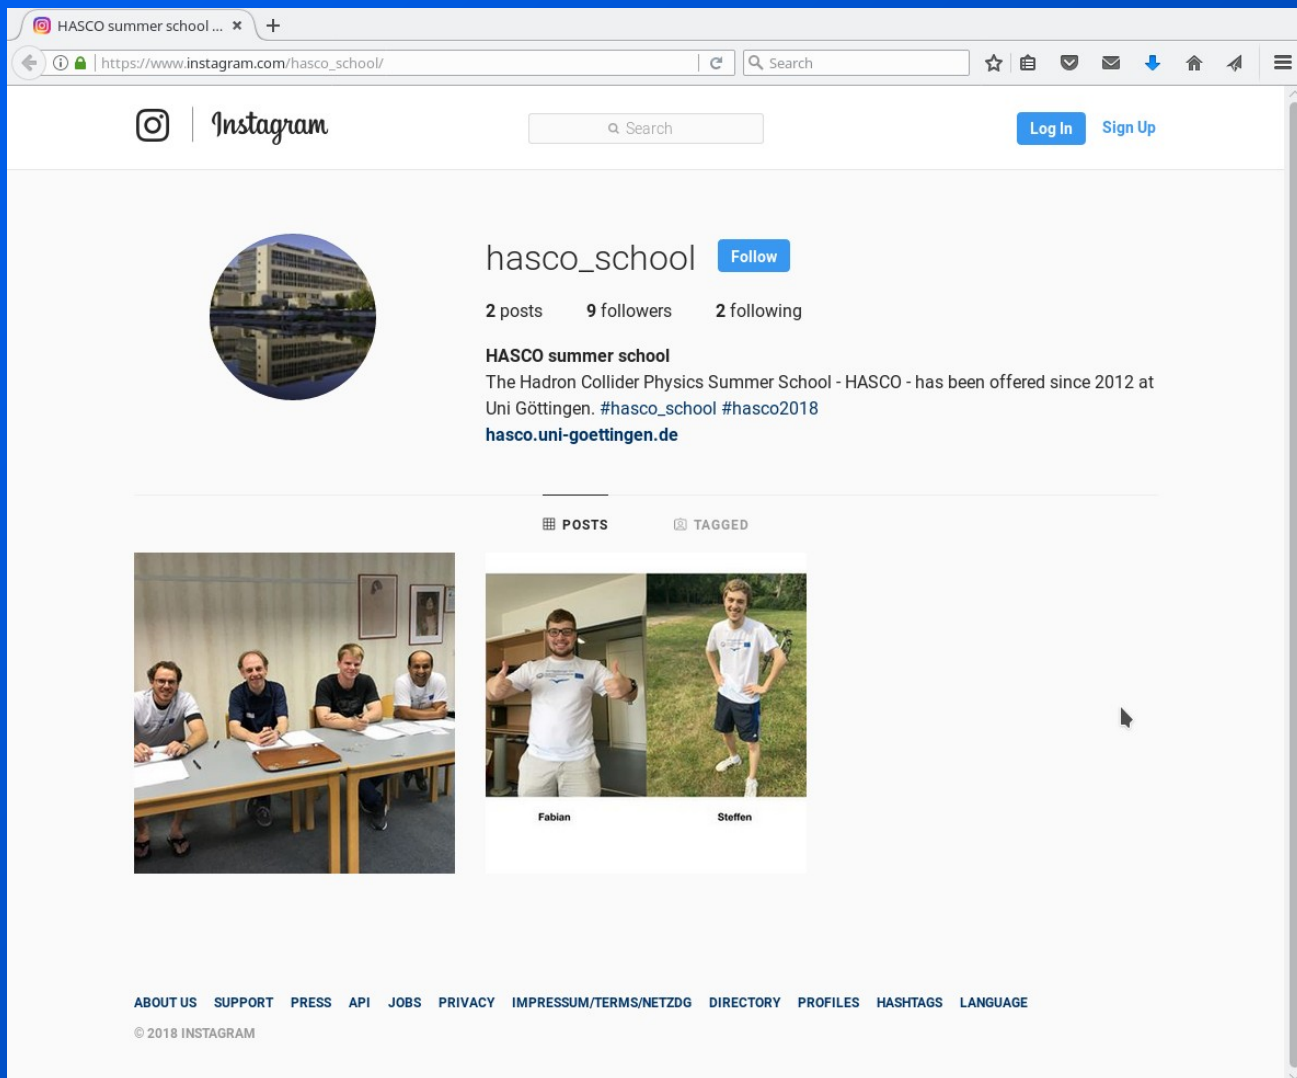 HASCO summer school ...
https://www.instagram.com/hasco_school/
Search
Instagram
Search
Log In
Sign Up
hasco_school
Follow
2 posts
9 followers
2 following
HASCO summer school
The Hadron Collider Physics Summer School - HASCO - has been offered since 2012 at
Uni Göttingen. #hasco_school #hasco2018
hasco.uni-goettingen.de
POSTS
TAGGED
Fabian
Steffen
ABOUT US
SUPPORT
PRESS
API
JOBS
PRIVACY
IMPRESSUM/TERMS/NETZDG
DIRECTORY
PROFILES
HASHTAGS
LANGUAGE
© 2018 INSTAGRAM